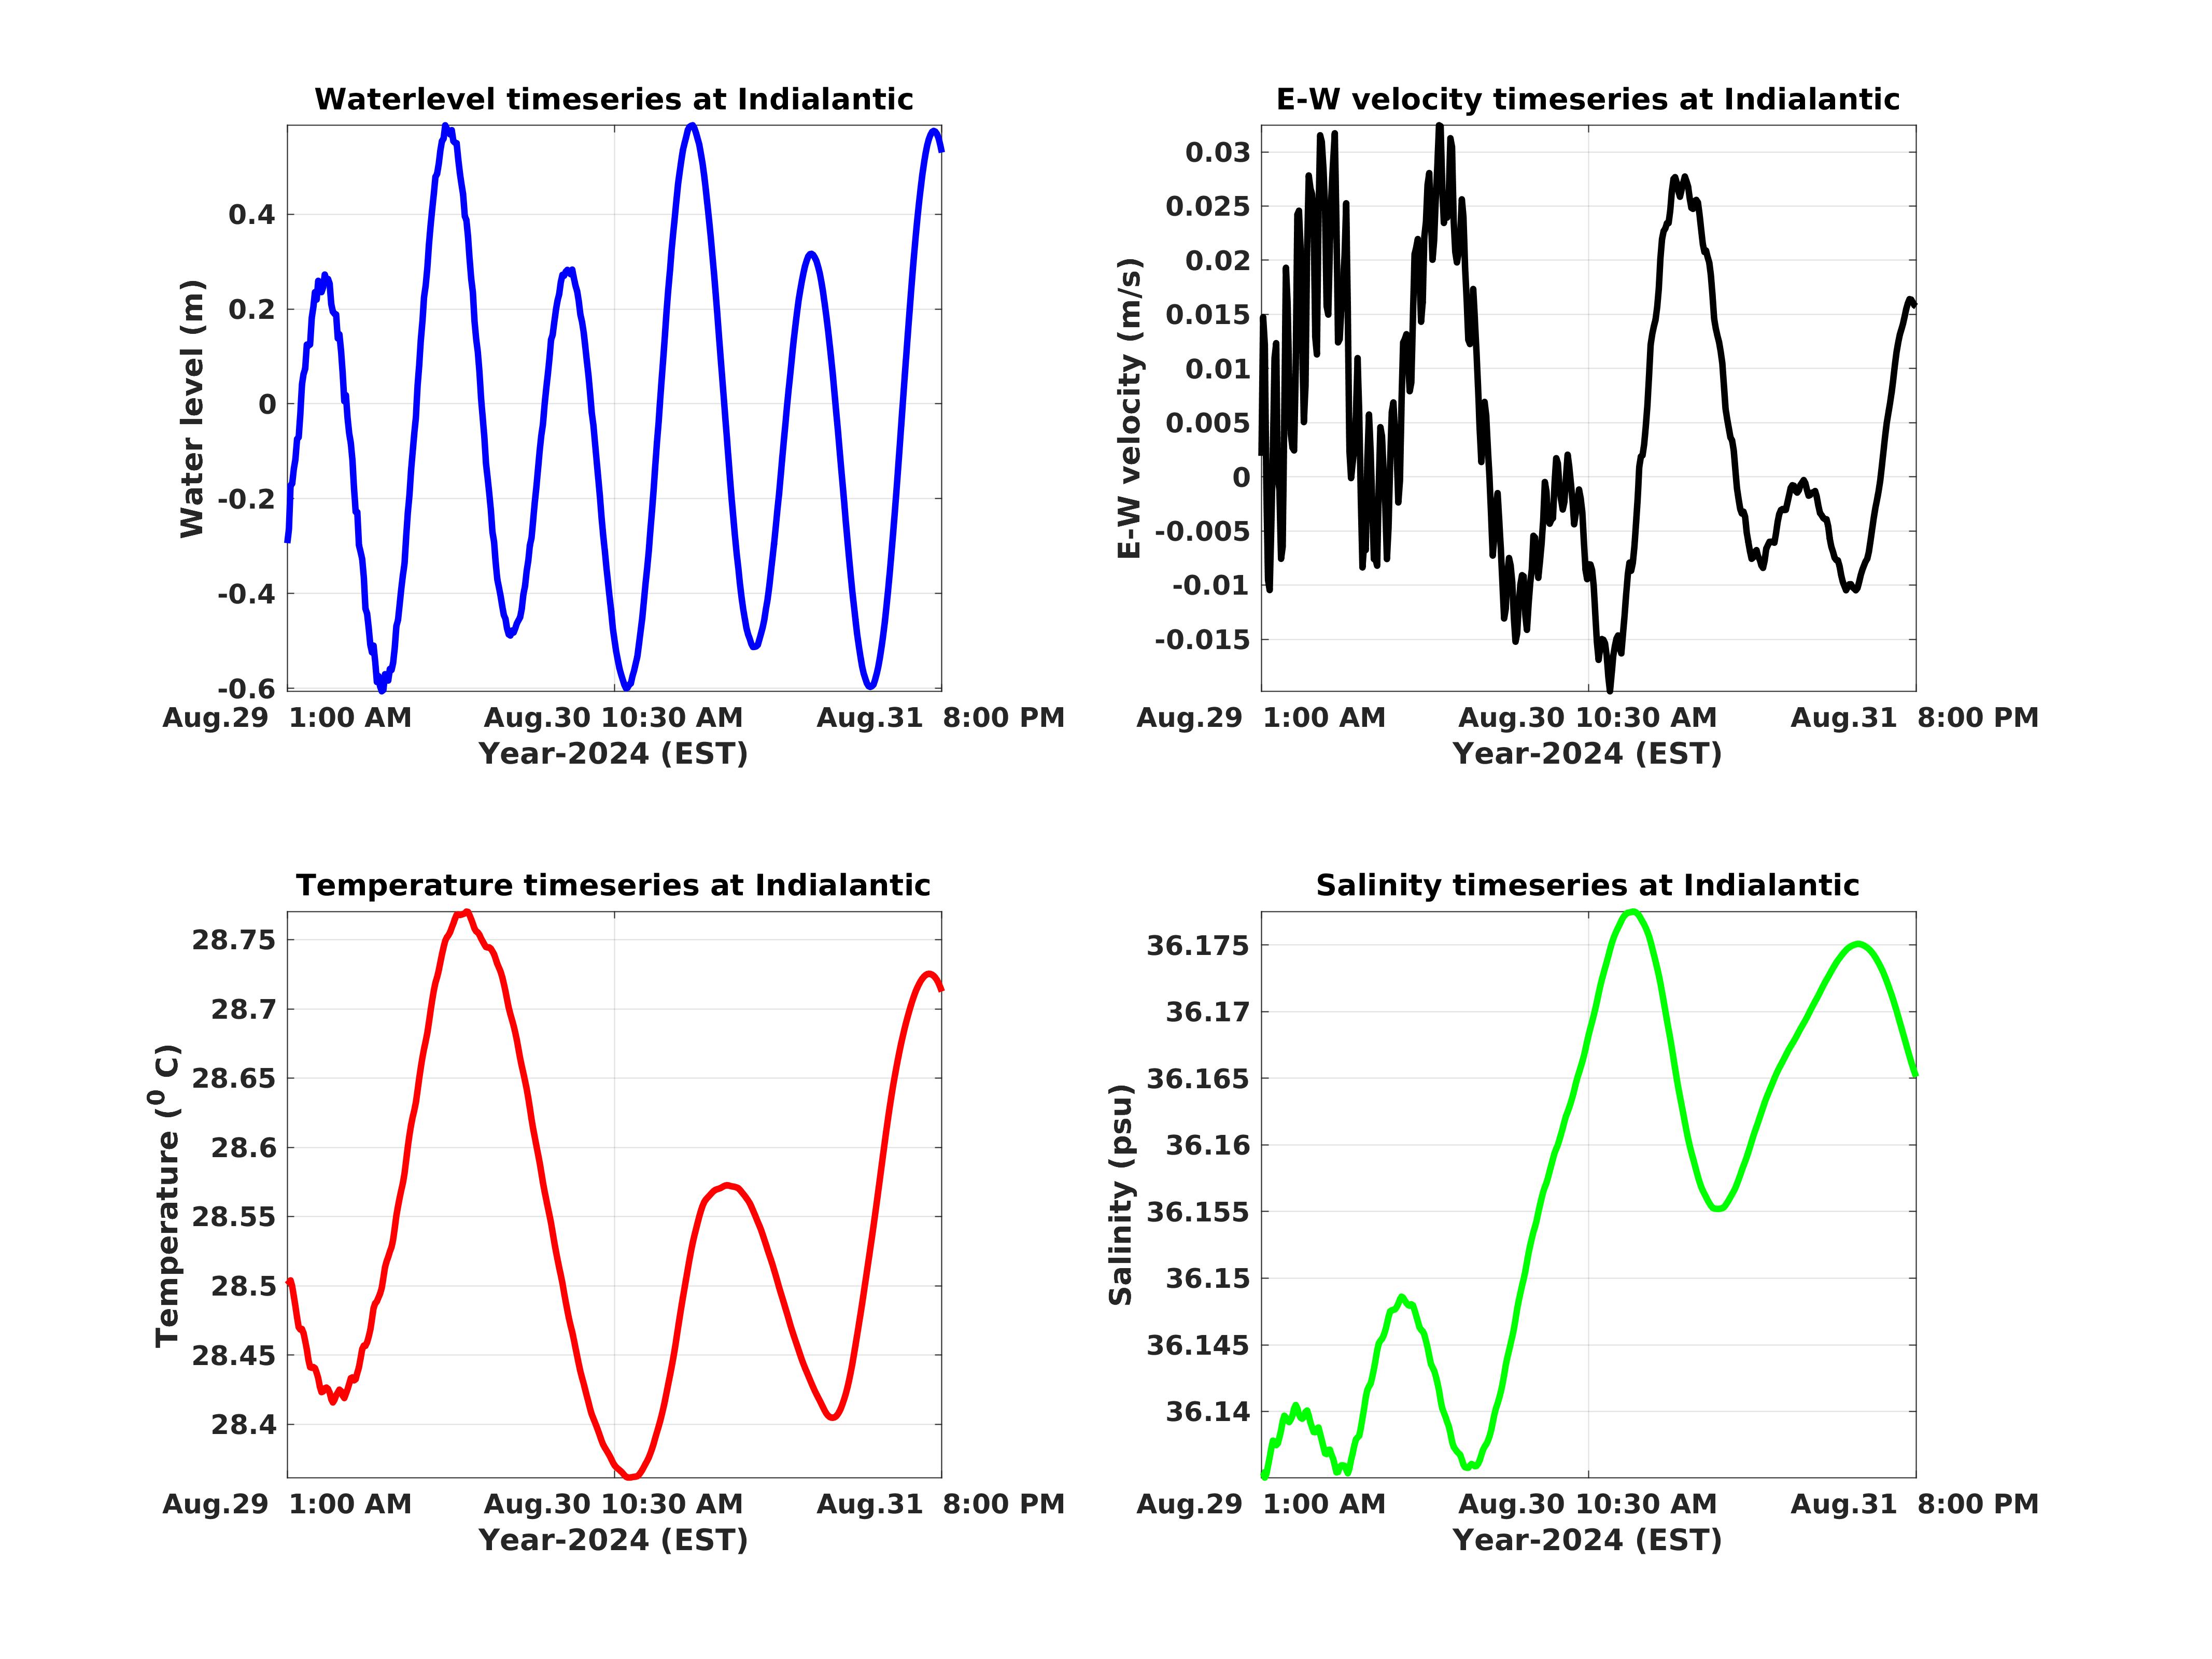 Waterlevel timeseries at Indialantic
Water level (m)
0.4
0.2
0
-0.2
-0.4
-0.6
Aug.29 1:00 AM Aug.30 10:30 AM Aug.31 8:00 PM
Year-2024 (EST)
E-W velocity timeseries at Indialantic
E-W velocity (m/s)
0.03
0.025
0.02
0.015
0.01
0.005
0
-0.005
-0.01
-0.015
Aug.29 1:00 AM Aug.30 10:30 AM Aug.31 8:00 PM
Year-2024 (EST)
Temperature timeseries at Indialantic
Temperature (⁰ C)
28.75
28.7
28.65
28.6
28.55
28.5
28.45
28.4
Aug.29 1:00 AM Aug.30 10:30 AM Aug.31 8:00 PM
Year-2024 (EST)
Salinity timeseries at Indialantic
Salinity (psu)
36.175
36.17
36.165
36.16
36.155
36.15
36.145
36.14
Aug.29 1:00 AM Aug.30 10:30 AM Aug.31 8:00 PM
Year-2024 (EST)